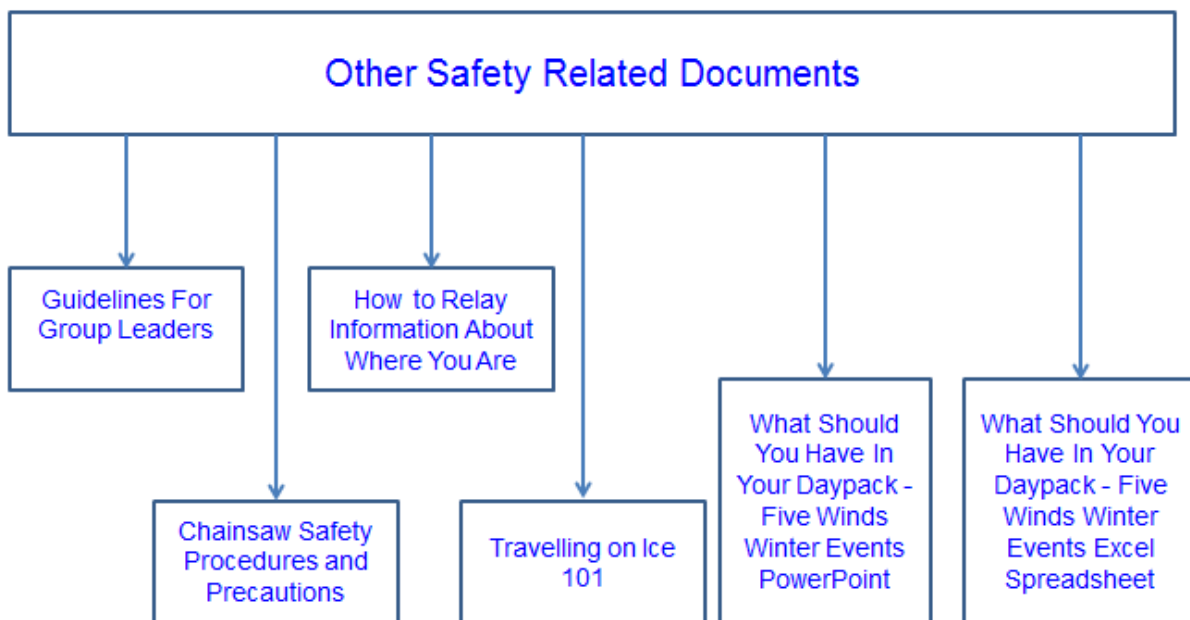 Other Safety Related Documents
Guidelines For
Group Leaders
How to Relay
Information About
Where You Are
What Should
You Have In
Your Daypack -
Five Winds
Winter Events
PowerPoint
What Should You
Have In Your
Daypack - Five
Winds Winter
Events Excel
Spreadsheet
Chainsaw Safety
Procedures and
Precautions
Travelling on Ice
101